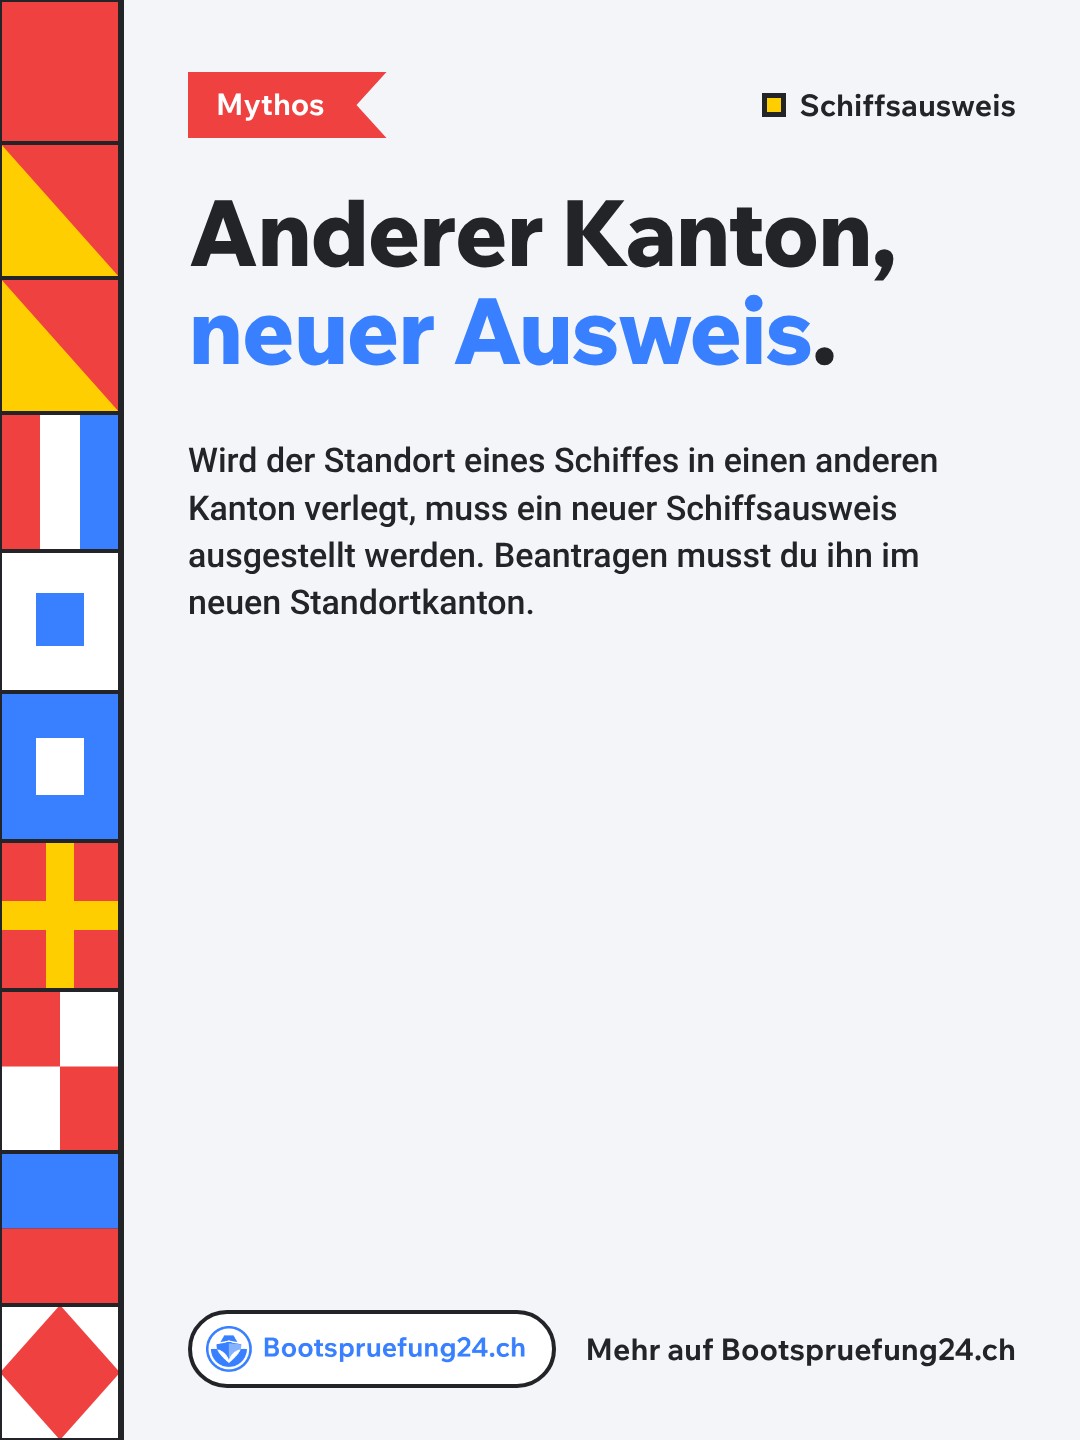 Mythos
Schiffsausweis
Anderer Kanton,
neuer Ausweis.
Wird der Standort eines Schiffes in einen anderen
Kanton verlegt, muss ein neuer Schiffsausweis
ausgestellt werden. Beantragen musst du ihn im
neuen Standortkanton.
Bootspruefung24.ch
Mehr auf Bootspruefung24.ch